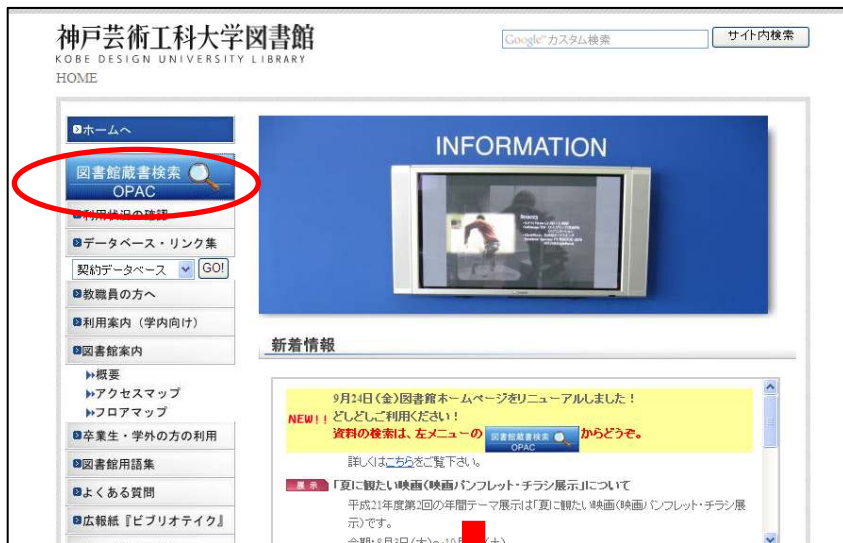 神戸芸術工科大学図書館
KOBE DESIGN UNIVERSITY LIBRARY
Google™カスタム検索
サイト内検索
HOME
ホームへ
図書館蔵書検索
OPAC
利用状況の確認
データベース・リンク集
契約データベース GO!
教職員の方へ
利用案内（学内向け）
図書館案内
概要
アクセスマップ
フロアマップ
卒業生・学外の方の利用
図書館用語集
よくある質問
広報紙『ビブリオテイク』
INFORMATION
新着情報
9月24日(金)図書館ホームページをリニューアルしました！
NEW!! どしどしご利用ください！
資料の検索は、左メニューの 図書館蔵書検索 OPAC からどうぞ。
詳しくはこちらをご覧下さい。
展示 「夏に観たい映画(映画パンフレット・チラシ展示)」について
平成21年度第2回の年間テーマ展示は「夏に観たい映画(映画パンフレット・チラシ展
示)です。